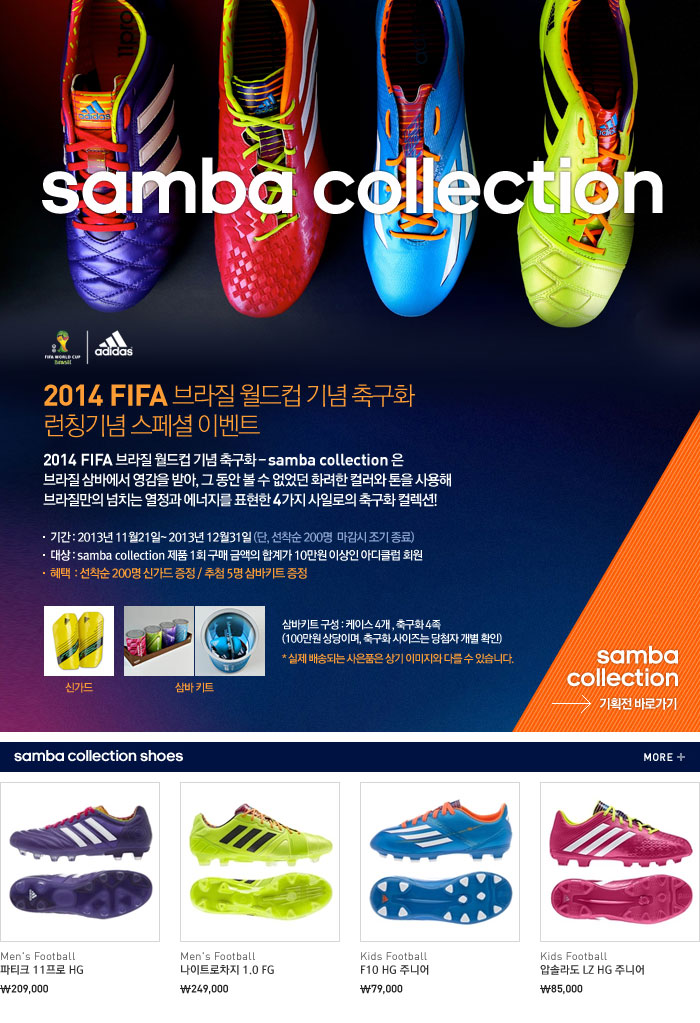 11pro
adidas
samba collection
FIFA WORLD CUP
Brasil
adidas
2014 FIFA 브라질 월드컵 기념 축구화
런칭기념 스페셜 이벤트
2014 FIFA 브라질 월드컵 기념 축구화 – samba collection 은
브라질 삼바에서 영감을 받아, 그 동안 볼 수 없었던 화려한 컬러와 톤을 사용해
브라질만의 넘치는 열정과 에너지를 표현한 4가지 사일로의 축구화 컬렉션!
· 기간 : 2013년 11월21일~ 2013년 12월31일 (단, 선착순 200명 마감시 조기 종료)
· 대상 : samba collection 제품 1회 구매 금액의 합계가 10만원 이상인 아디클럽 회원
· 혜택 : 선착순 200명 신가드 증정 / 추첨 5명 삼바키트 증정
삼바키트 구성 : 케이스 4개 , 축구화 4족
(100만원 상당이며, 축구화 사이즈는 당첨자 개별 확인)
* 실제 배송되는 사은품은 상기 이미지와 다를 수 있습니다.
신가드
삼바 키트
samba
collection
기획전 바로가기
samba collection shoes
MORE +
Men's Football
파티크 11프로 HG
₩209,000
Men's Football
나이트로차지 1.0 FG
₩249,000
Kids Football
F10 HG 주니어
₩79,000
Kids Football
압솔라도 LZ HG 주니어
₩85,000